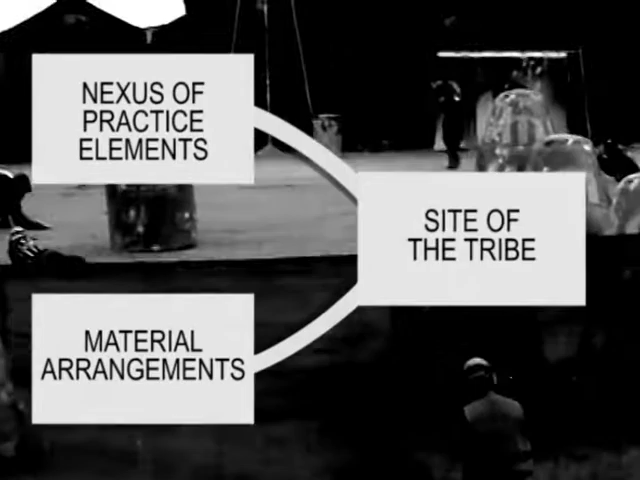 NEXUS OF
PRACTICE
ELEMENTS
SITE OF
THE TRIBE
MATERIAL
ARRANGEMENTS